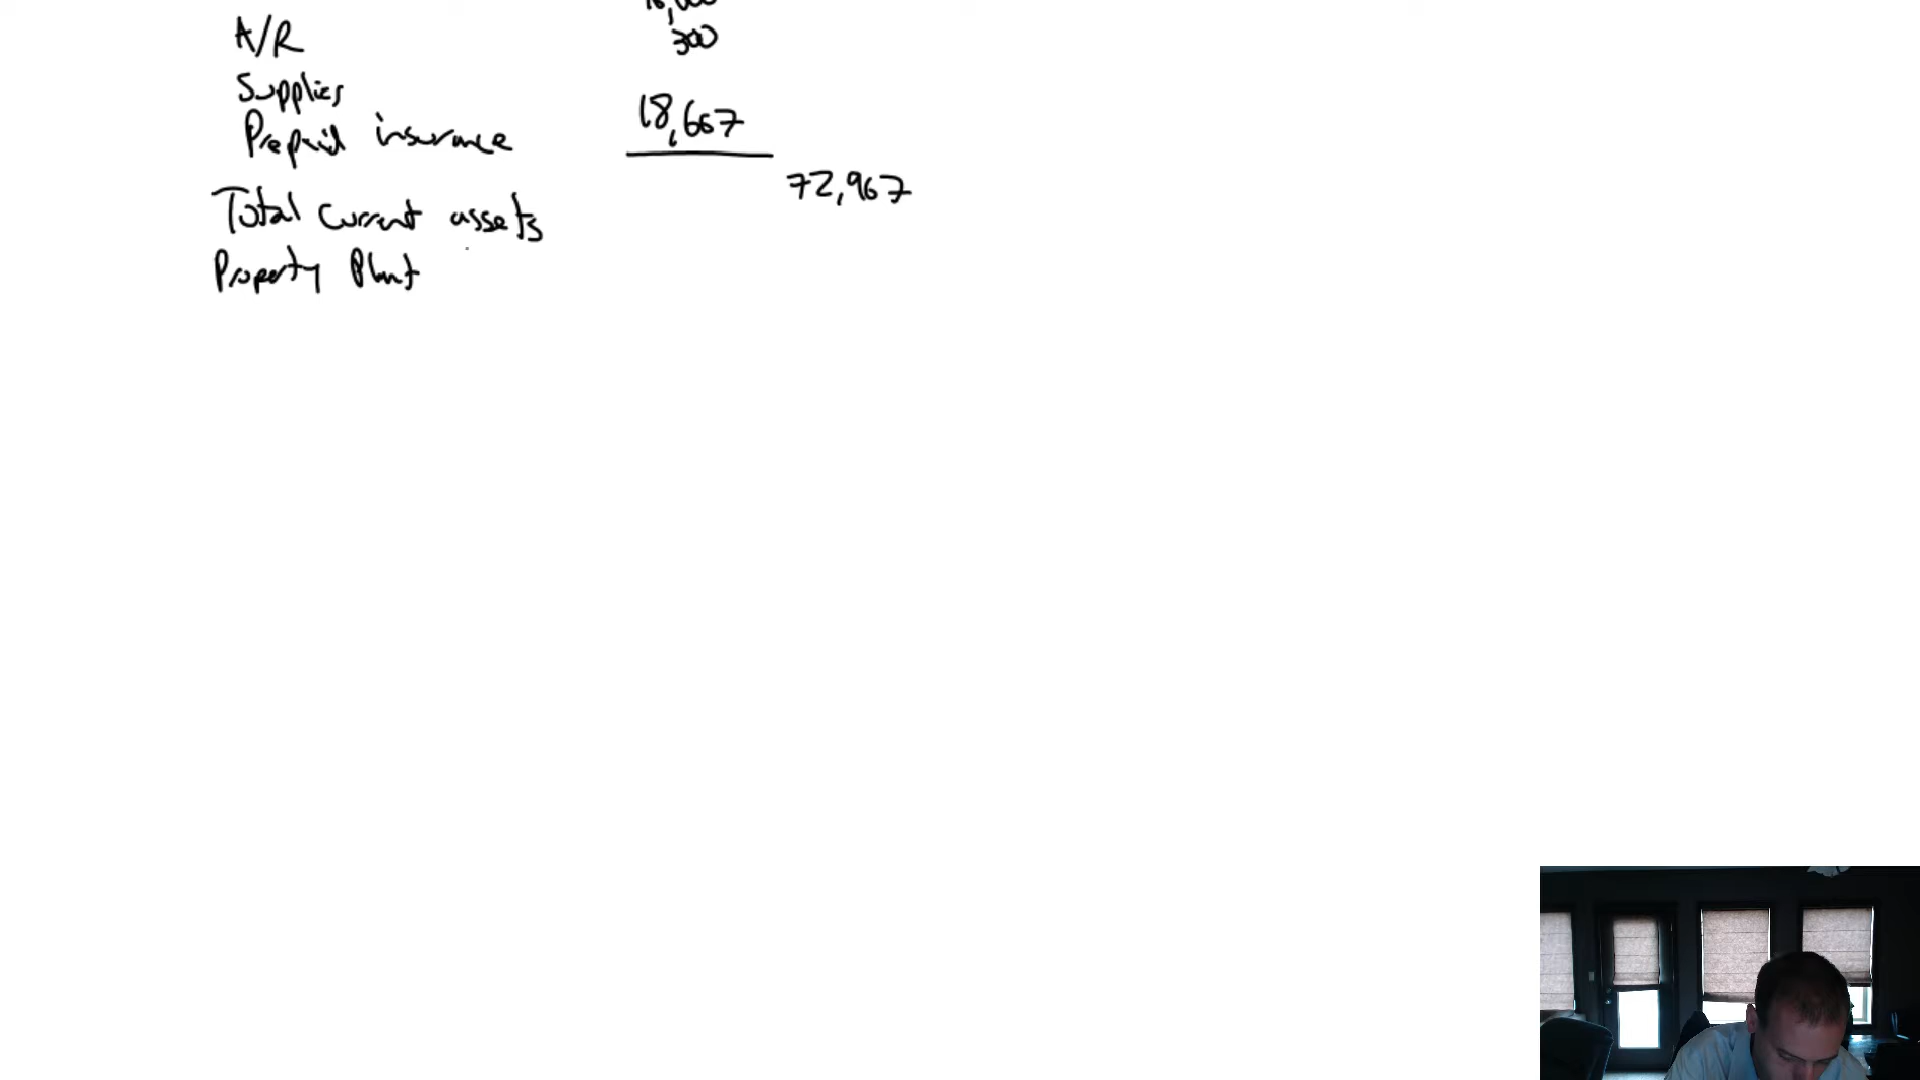 A/R
300
Supplies
Prepaid insurance 18,667
Total current assets 72,967
Property Plant